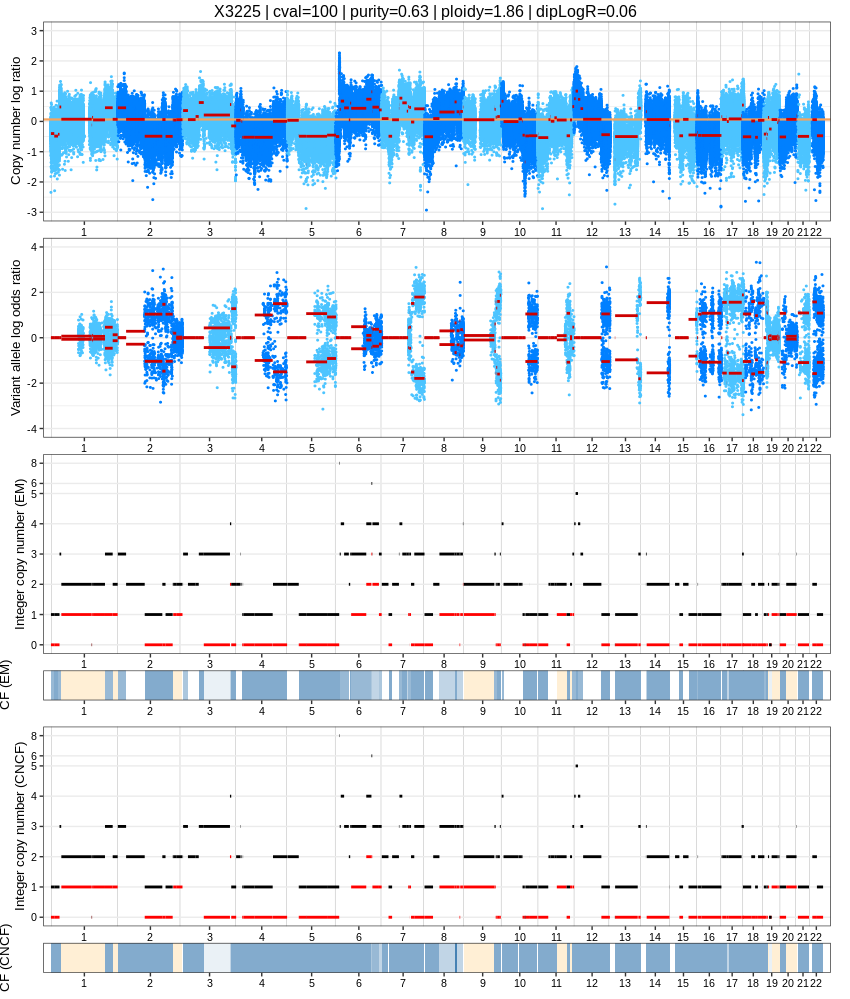 X3225 | cval=100 | purity=0.63 | ploidy=1.86 | dipLogR=0.06
Copy number log ratio
3
2
1
0
-1
-2
-3
1 2 3 4 5 6 7 8 9 10 11 12 13 14 15 16 17 18 19 20 21 22
Variant allele log odds ratio
4
2
0
-2
-4
1 2 3 4 5 6 7 8 9 10 11 12 13 14 15 16 17 18 19 20 21 22
Integer copy number (EM)
8
6
5
4
3
2
1
0
1 2 3 4 5 6 7 8 9 10 11 12 13 14 15 16 17 18 19 20 21 22
CF (EM)
1 2 3 4 5 6 7 8 9 10 11 12 13 14 15 16 17 18 19 20 21 22
Integer copy number (CNCF)
8
6
5
4
3
2
1
0
1 2 3 4 5 6 7 8 9 10 11 12 13 14 15 16 17 18 19 20 21 22
CF (CNCF)
1 2 3 4 5 6 7 8 9 10 11 12 13 14 15 16 17 18 19 20 21 22